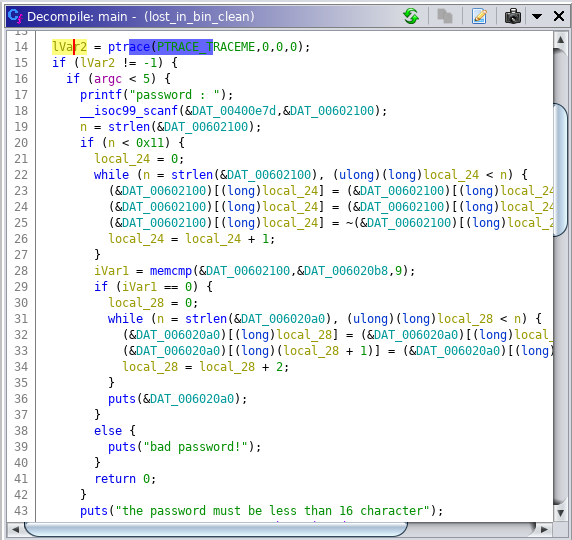 Decompile: main - (lost_in_bin_clean)
14 lVar2 = ptrace(PTRACE_TRACEME,0,0,0);
15 if (lVar2 != -1) {
16 if (argc < 5) {
17 printf("password : ");
18 __isoc99_scanf(&DAT_00400e7d,&DAT_00602100);
19 n = strlen(&DAT_00602100);
20 if (n < 0x11) {
21 local_24 = 0;
22 while (n = strlen(&DAT_00602100), (ulong)(long)local_24 < n) {
23 (&DAT_00602100)[(long)local_24] = (&DAT_00602100)[(long)local_24
24 (&DAT_00602100)[(long)local_24] = (&DAT_00602100)[(long)local_24
25 (&DAT_00602100)[(long)local_24] = ~(&DAT_00602100)[(long)local_2
26 local_24 = local_24 + 1;
27 }
28 iVar1 = memcmp(&DAT_00602100,&DAT_006020b8,9);
29 if (iVar1 == 0) {
30 local_28 = 0;
31 while (n = strlen(&DAT_006020a0), (ulong)(long)local_28 < n) {
32 (&DAT_006020a0)[(long)local_28] = (&DAT_006020a0)[(long)local_
33 (&DAT_006020a0)[(long)(local_28 + 1)] = (&DAT_006020a0)[(long)
34 local_28 = local_28 + 2;
35 }
36 puts(&DAT_006020a0);
37 }
38 else {
39 puts("bad password!");
40 }
41 return 0;
42 }
43 puts("the password must be less than 16 character");